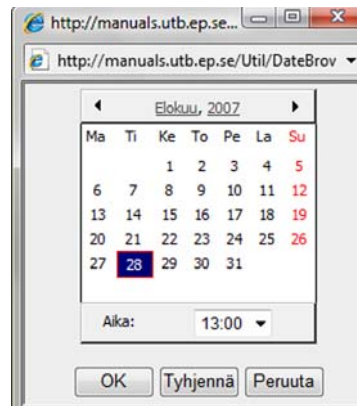 http://manuals.utb.ep.se...
http://manuals.utb.ep.se/Util/DateBrov
Elokuu, 2007
Ma Ti Ke To Pe La Su
1 2 3 4 5
6 7 8 9 10 11 12
13 14 15 16 17 18 19
20 21 22 23 24 25 26
27 28 29 30 31
Aika: 13:00
OK Tyhjennä Peruuta